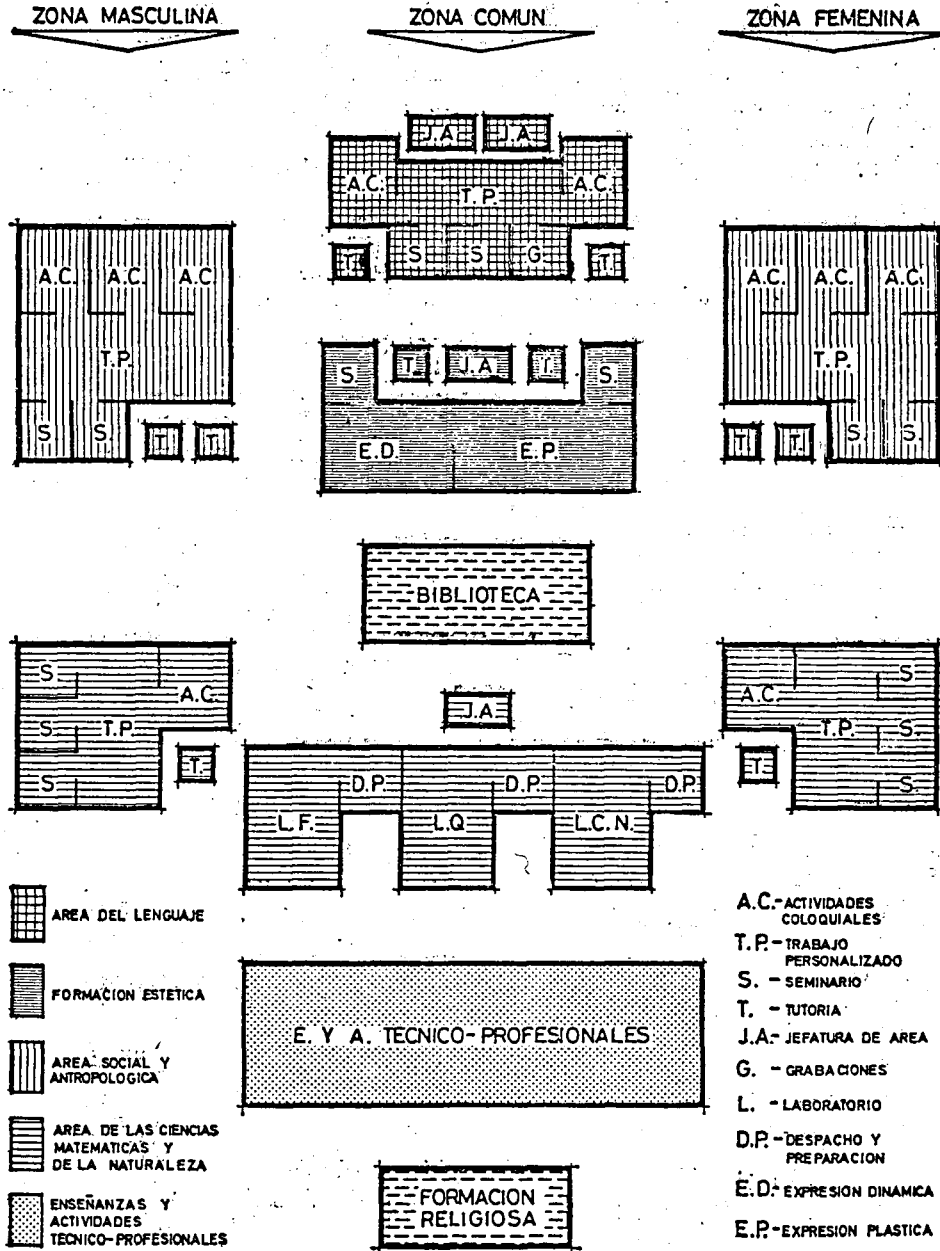 ZONA MASCULINA
ZONA COMUN
ZONA FEMENINA
J.A
J.A
A.C.
T.P.
A.C.
S
S
G
T.
T
A.C.
A.C.
A.C.
T.P.
S
S
T.
T.
A.C.
A.C.
A.C.
T.P.
T
T.
S
S.
S.
T.
J.A
T.
S.
E.D.
E.P.
BIBLIOTECA
S
A.C.
S.
T.P.
S
T.
J.A
A.C.
S
T.P.
S.
S.
T
D.P.
D.P.
D.P.
L.F.
L.Q
L.C.N.
AREA DEL LENGUAJE
FORMACION ESTETICA
AREA SOCIAL Y
ANTROPOLOGICA
AREA DE LAS CIENCIAS
MATEMATICAS Y
DE LA NATURALEZA
ENSEÑANZAS Y
ACTIVIDADES
TECNICO-PROFESIONALES
E. Y A. TECNICO-PROFESIONALES
FORMACION
RELIGIOSA
A.C.-ACTIVIDADES
COLOQUIALES
T.P.-TRABAJO
PERSONALIZADO
S. - SEMINARIO
T. - TUTORIA
J.A.- JEFATURA DE AREA
G. - GRABACIONES
L. - LABORATORIO
D.P.- DESPACHO Y
PREPARACION
E.D.-EXPRESION DINAMICA
E.P.-EXPRESION PLASTICA